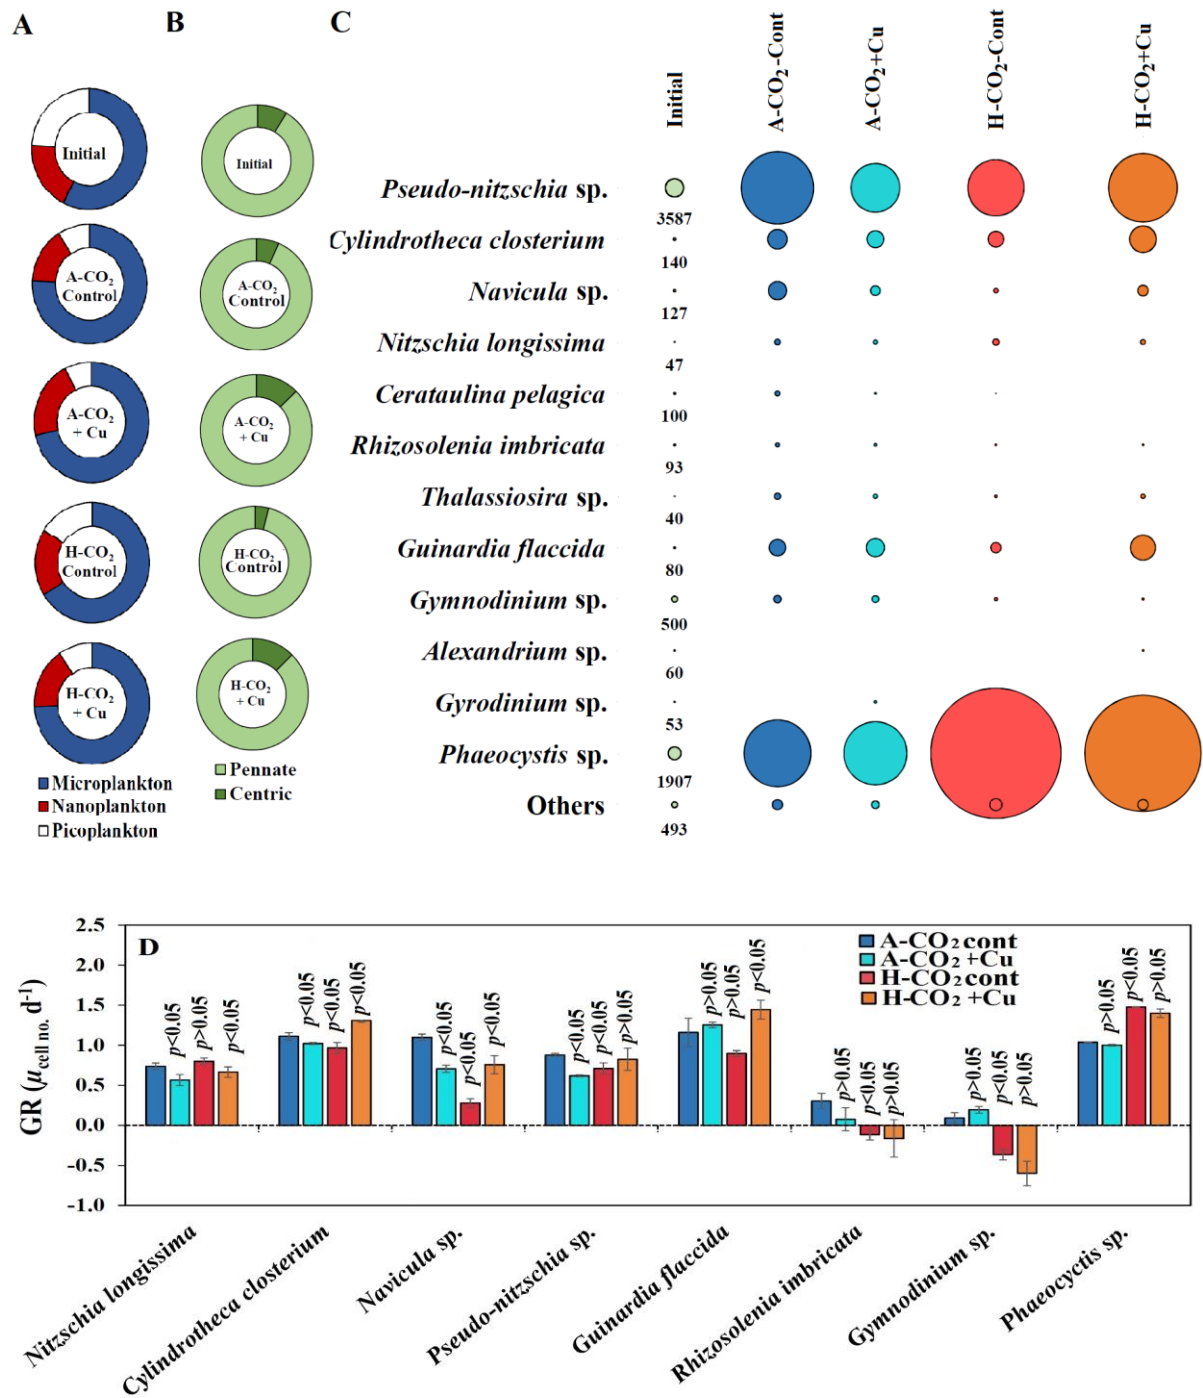 A
Initial
A-CO₂
Control
A-CO₂
+ Cu
H-CO₂
Control
H-CO₂
+ Cu
Microplankton
Nanoplankton
Picoplankton
B
Initial
A-CO₂
Control
A-CO₂
+ Cu
H-CO₂
Control
H-CO₂
+ Cu
Pennate
Centric
C
Initial
A-CO₂-Cont
A-CO₂+Cu
H-CO₂-Cont
H-CO₂+Cu
Pseudo-nitzschia sp.
3587
Cylindrotheca closterium
140
Navicula sp.
127
Nitzschia longissima
47
Cerataulina pelagica
100
Rhizosolenia imbricata
93
Thalassiosira sp.
40
Guinardia flaccida
80
Gymnodinium sp.
500
Alexandrium sp.
60
Gyrodinium sp.
53
Phaeocystis sp.
1907
Others
493
D
GR (μcell no. d⁻¹)
2.5
2.0
1.5
1.0
0.5
0.0
-0.5
-1.0
A-CO₂ cont
A-CO₂ +Cu
H-CO₂ cont
H-CO₂ +Cu
p<0.05
p>0.05
p<0.05
p<0.05
p<0.05
p<0.05
p<0.05
p<0.05
p<0.05
p<0.05
p<0.05
p>0.05
p>0.05
p>0.05
p<0.05
p>0.05
p<0.05
p>0.05
p>0.05
p<0.05
p>0.05
p>0.05
p<0.05
p>0.05
Nitzschia longissima
Cylindrotheca closterium
Navicula sp.
Pseudo-nitzschia sp.
Guinardia flaccida
Rhizosolenia imbricata
Gymnodinium sp.
Phaeocyctis sp.